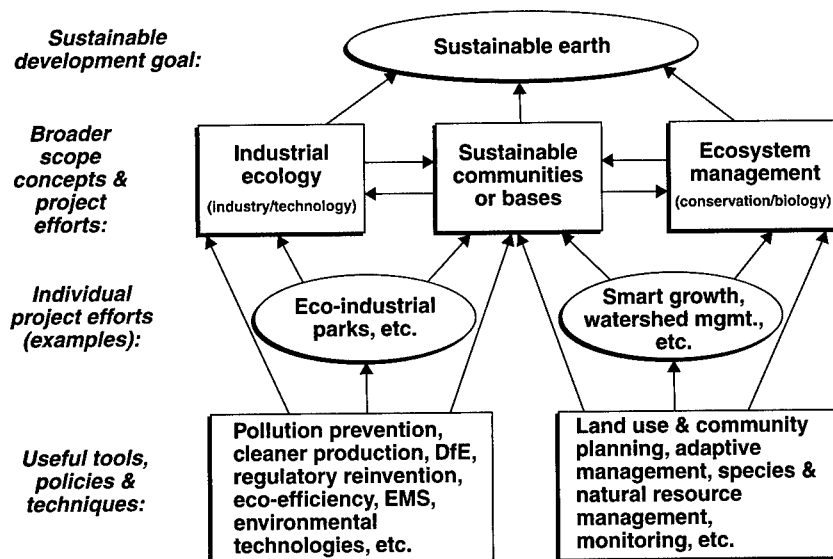 Sustainable
development goal:
Sustainable earth
Broader
scope
concepts &
project
efforts:
Industrial
ecology
(industry/technology)
Sustainable
communities
or bases
Ecosystem
management
(conservation/biology)
Individual
project efforts
(examples):
Eco-industrial
parks, etc.
Smart growth,
watershed mgmt.,
etc.
Useful tools,
policies &
techniques:
Pollution prevention,
cleaner production, DfE,
regulatory reinvention,
eco-efficiency, EMS,
environmental
technologies, etc.
Land use & community
planning, adaptive
management, species &
natural resource
management,
monitoring, etc.